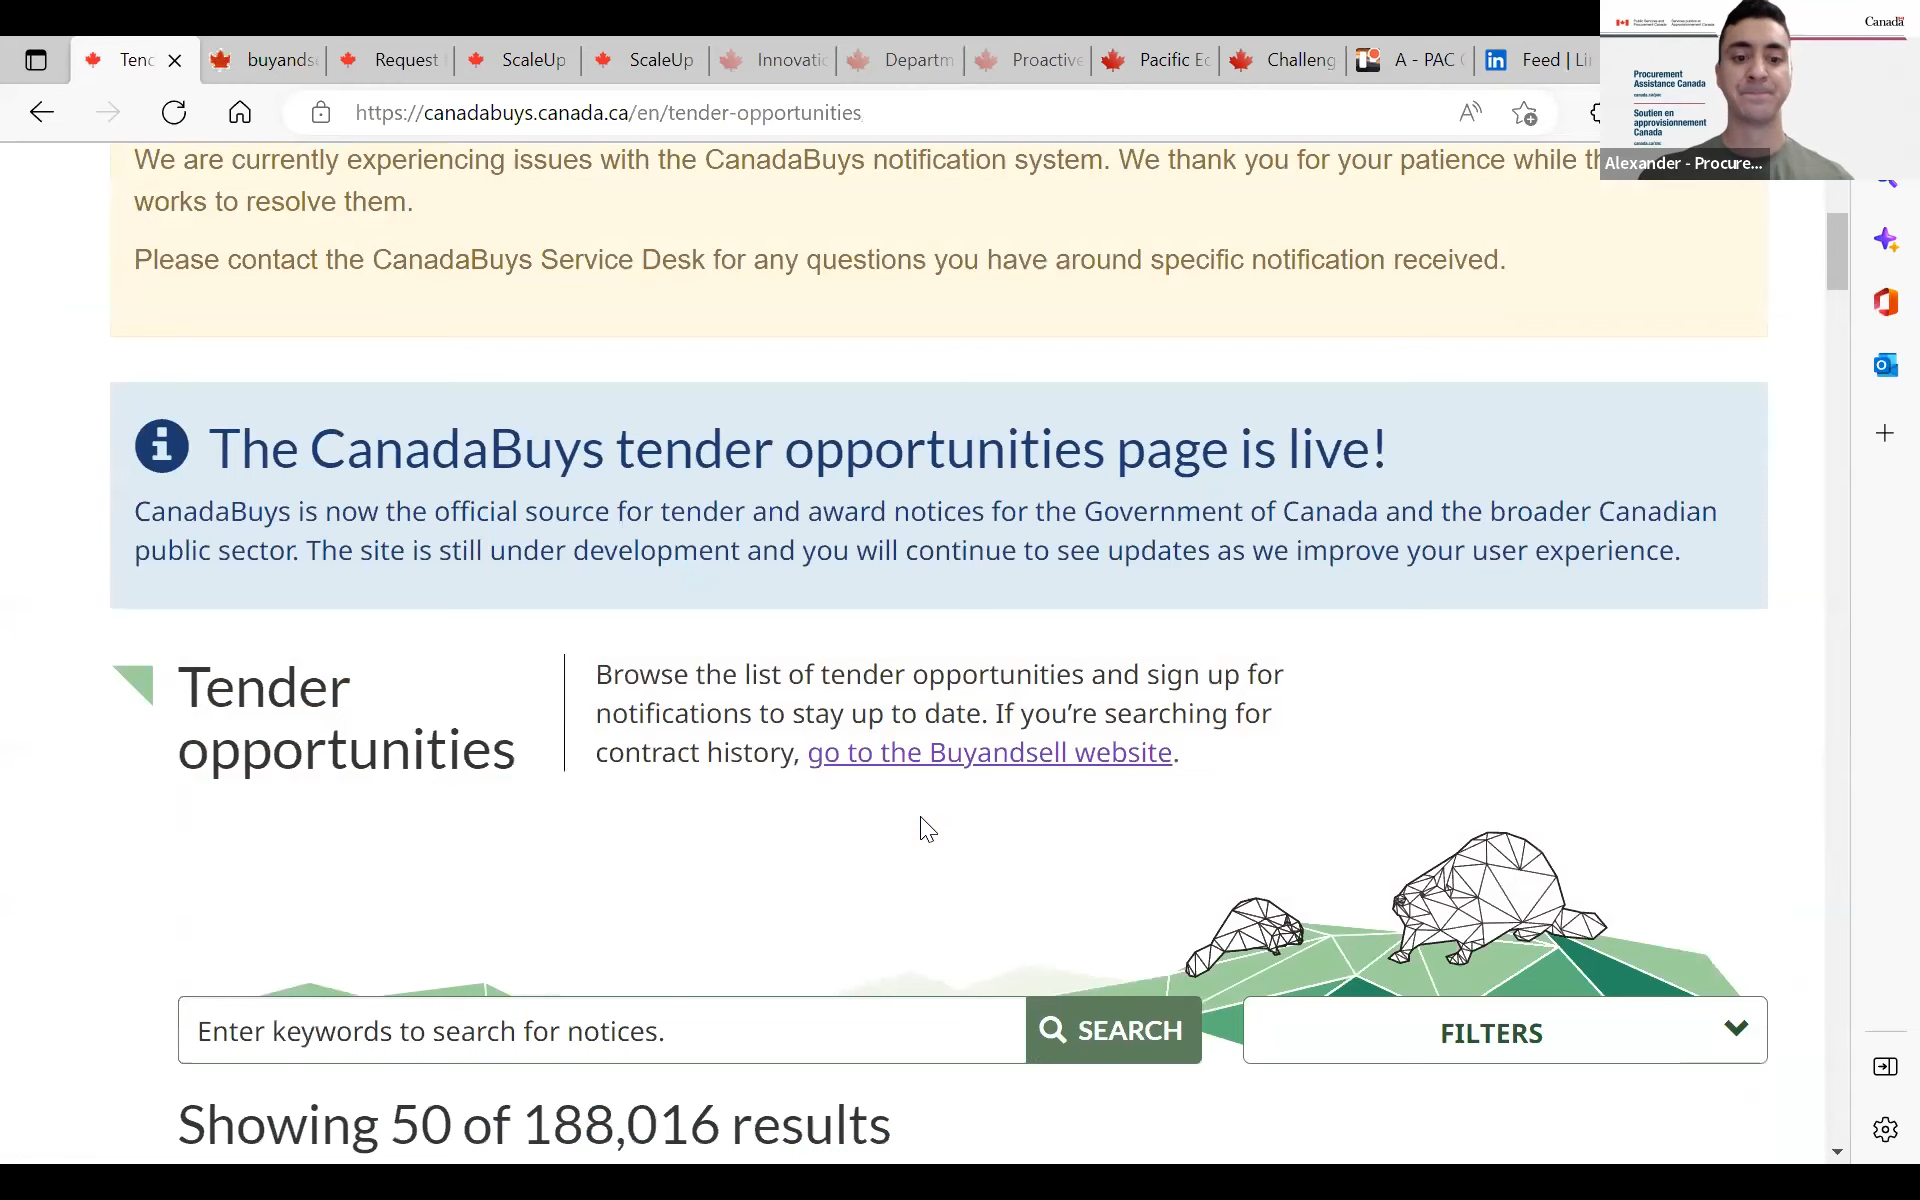 Tenc
buyands
Request
ScaleUp
ScaleUp
Innovatic
Departm
Proactive
Pacific Ec
Challeng
A - PAC
Feed | Li
https://canadabuys.canada.ca/en/tender-opportunities
Canada
Procurement
Assistance Canada
Soutien en
approvisionnement
Canada
Alexander - Procure...
We are currently experiencing issues with the CanadaBuys notification system. We thank you for your patience while th
works to resolve them.
Please contact the CanadaBuys Service Desk for any questions you have around specific notification received.
The CanadaBuys tender opportunities page is live!
CanadaBuys is now the official source for tender and award notices for the Government of Canada and the broader Canadian
public sector. The site is still under development and you will continue to see updates as we improve your user experience.
Tender
opportunities
Browse the list of tender opportunities and sign up for
notifications to stay up to date. If you’re searching for
contract history, go to the Buyandsell website.
Enter keywords to search for notices.
SEARCH
FILTERS
Showing 50 of 188,016 results